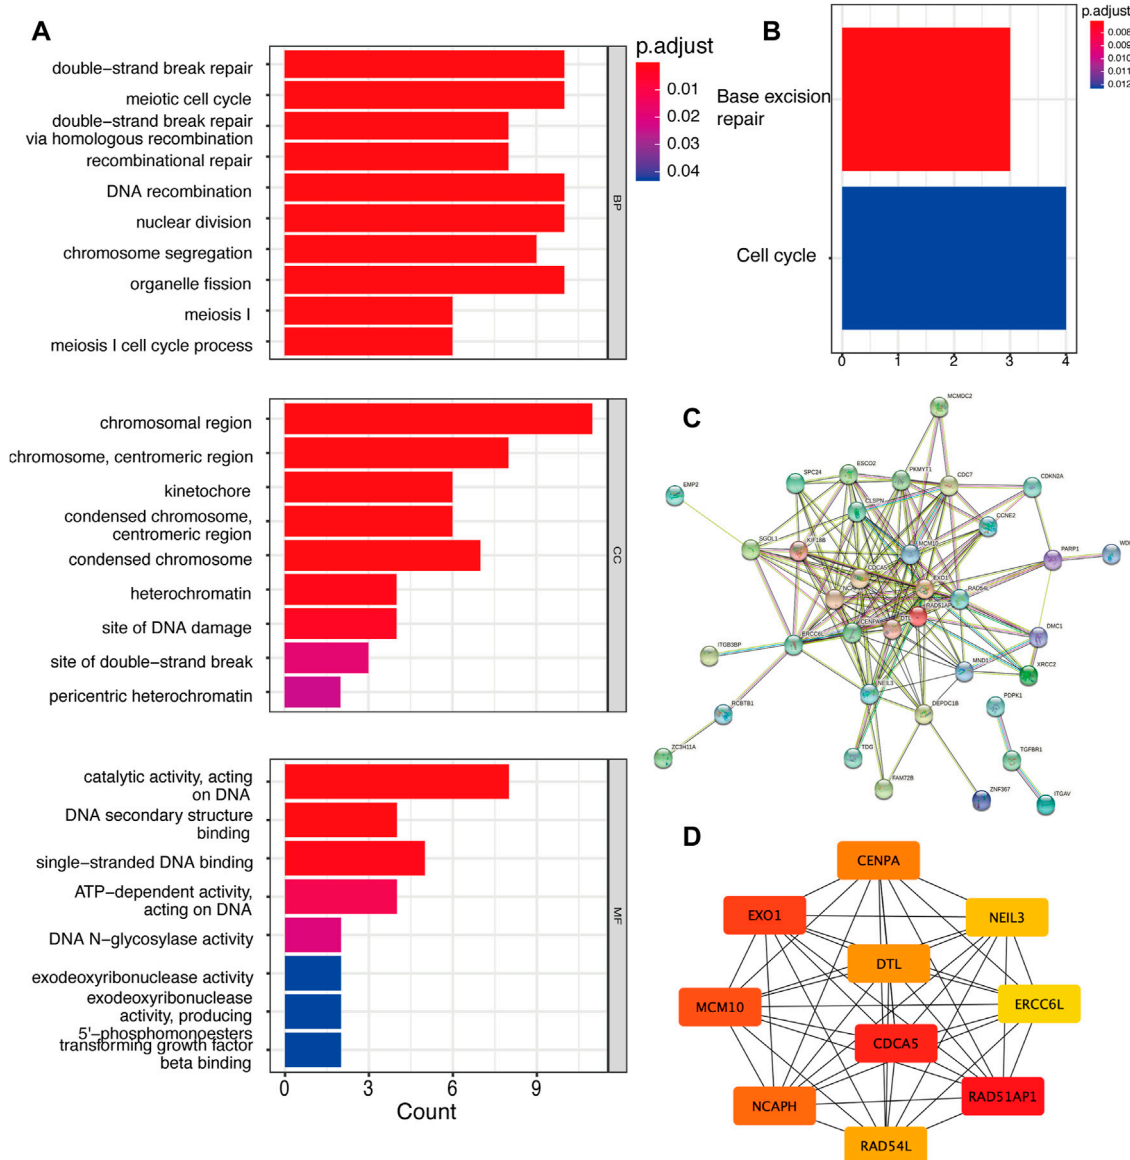 A
double-strand break repair
meiotic cell cycle
double-strand break repair
via homologous recombination
recombinational repair
DNA recombination
nuclear division
chromosome segregation
organelle fission
meiosis I
meiosis I cell cycle process
BP
p.adjust
0.01
0.02
0.03
0.04
chromosomal region
chromosome, centromeric region
kinetochore
condensed chromosome,
centromeric region
condensed chromosome
heterochromatin
site of DNA damage
site of double-strand break
pericentric heterochromatin
CC
catalytic activity, acting
on DNA
DNA secondary structure
binding
single-stranded DNA binding
ATP-dependent activity,
acting on DNA
DNA N-glycosylase activity
exodeoxyribonuclease activity
exodeoxyribonuclease
activity, producing
5'-phosphomonoesters
transforming growth factor
beta binding
MF
0
3
6
9
Count
B
Base excision
repair
Cell cycle
0
1
2
3
4
p.adjust
0.008
0.009
0.010
0.011
0.012
C
MCMDC2
SPC24
ESCO2
PKMYT1
CDC7
CDKN2A
EMP2
CLSPN
CCNE2
SGOL1
KIF18B
MCM10
PARP1
CDCA5
EXO1
RAD54L
RAD51AP
DTL
CENPA
ERCC6L
DMC1
ITGB3BP
MND1
XRCC2
NEIL3
RCBTB1
DEPDC1B
PDPK1
ZC3H11A
TDG
TGFBR1
FAM72B
ZNF367
ITGAV
D
CENPA
EXO1
NEIL3
DTL
MCM10
ERCC6L
CDCA5
NCAPH
RAD51AP1
RAD54L